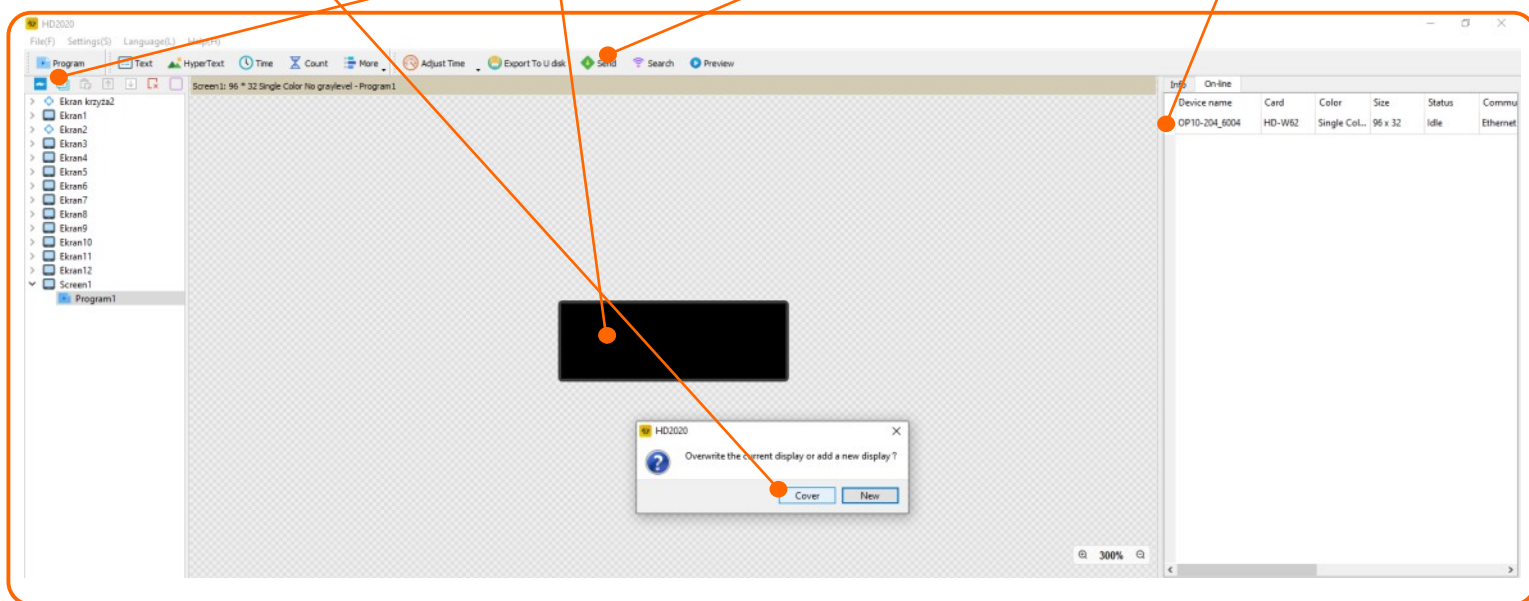 HD2020
File(F) Settings(S) Language(L) Help(H)
Program Text HyperText Time Count More Adjust Time Export To U disk Send Search Preview
Screen1: 96 * 32 Single Color No graylevel - Program1
Info On-line
Device name Card Color Size Status Commu
OP10-204_6004 HD-W62 Single Col... 96 x 32 Idle Ethernet
Ekran krzyza2
Ekran1
Ekran2
Ekran3
Ekran4
Ekran5
Ekran6
Ekran7
Ekran8
Ekran9
Ekran10
Ekran11
Ekran12
Screen1
Program1
HD2020
Overwrite the current display or add a new display ?
Cover New
300%